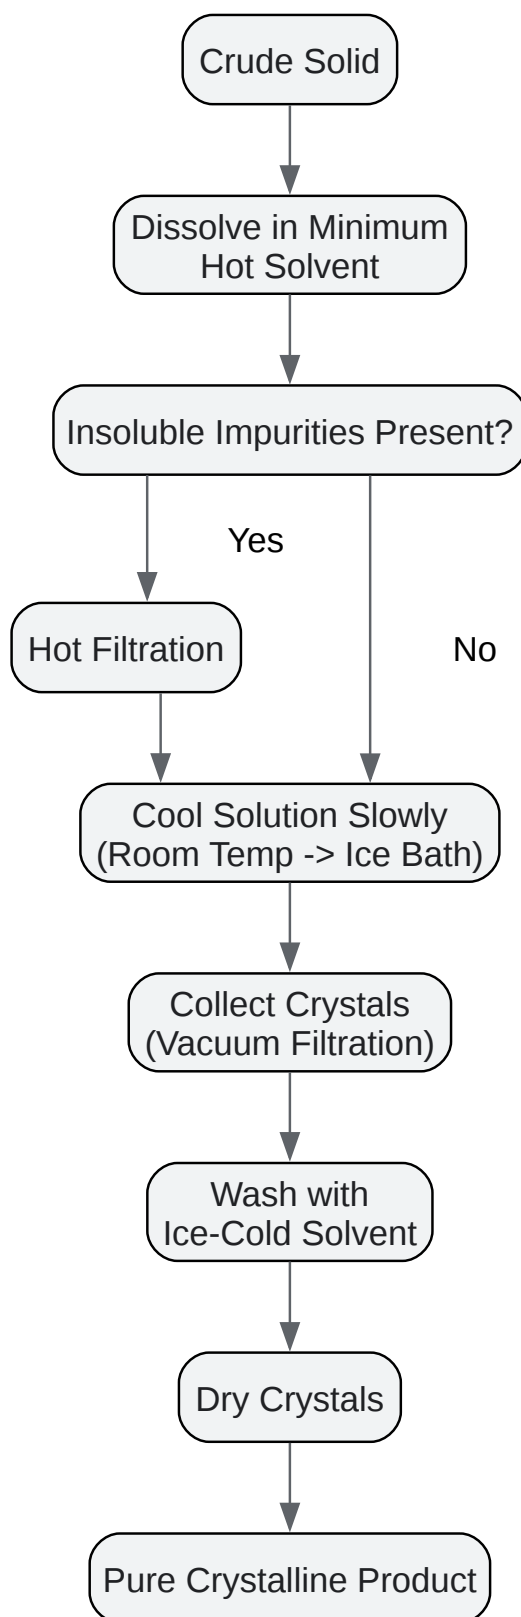 Crude Solid
Dissolve in Minimum
Hot Solvent
Insoluble Impurities Present?
Yes
Hot Filtration
No
Cool Solution Slowly
(Room Temp -> Ice Bath)
Collect Crystals
(Vacuum Filtration)
Wash with
Ice-Cold Solvent
Dry Crystals
Pure Crystalline Product